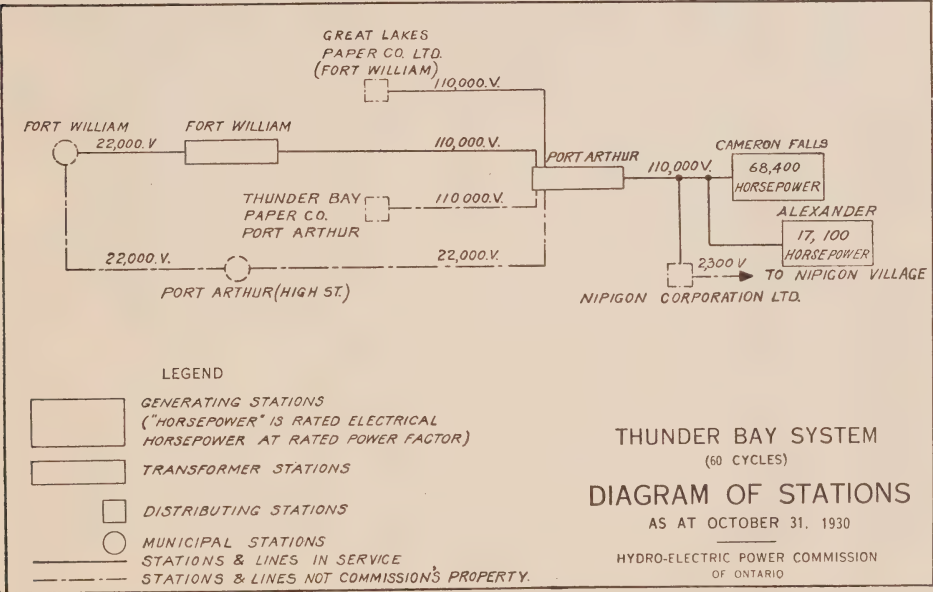 GREAT LAKES
PAPER CO. LTD.
(FORT WILLIAM)
110,000.V.
FORT WILLIAM
22,000.V
FORT WILLIAM
110,000.V.
PORT ARTHUR
110,000V.
CAMERON FALLS
68,400
HORSEPOWER
THUNDER BAY
PAPER CO.
PORT ARTHUR
110 000.V.
ALEXANDER
17, 100
HORSEPOWER
22,000.V.
22,000.V.
2,300 V
TO NIPIGON VILLAGE
PORT ARTHUR (HIGH ST.)
NIPIGON CORPORATION LTD.
LEGEND
GENERATING STATIONS
("HORSEPOWER" IS RATED ELECTRICAL
HORSEPOWER AT RATED POWER FACTOR)
TRANSFORMER STATIONS
DISTRIBUTING STATIONS
MUNICIPAL STATIONS
STATIONS & LINES IN SERVICE
STATIONS & LINES NOT COMMISSION'S PROPERTY.
THUNDER BAY SYSTEM
(60 CYCLES)
DIAGRAM OF STATIONS
AS AT OCTOBER 31, 1930
HYDRO-ELECTRIC POWER COMMISSION
OF ONTARIO